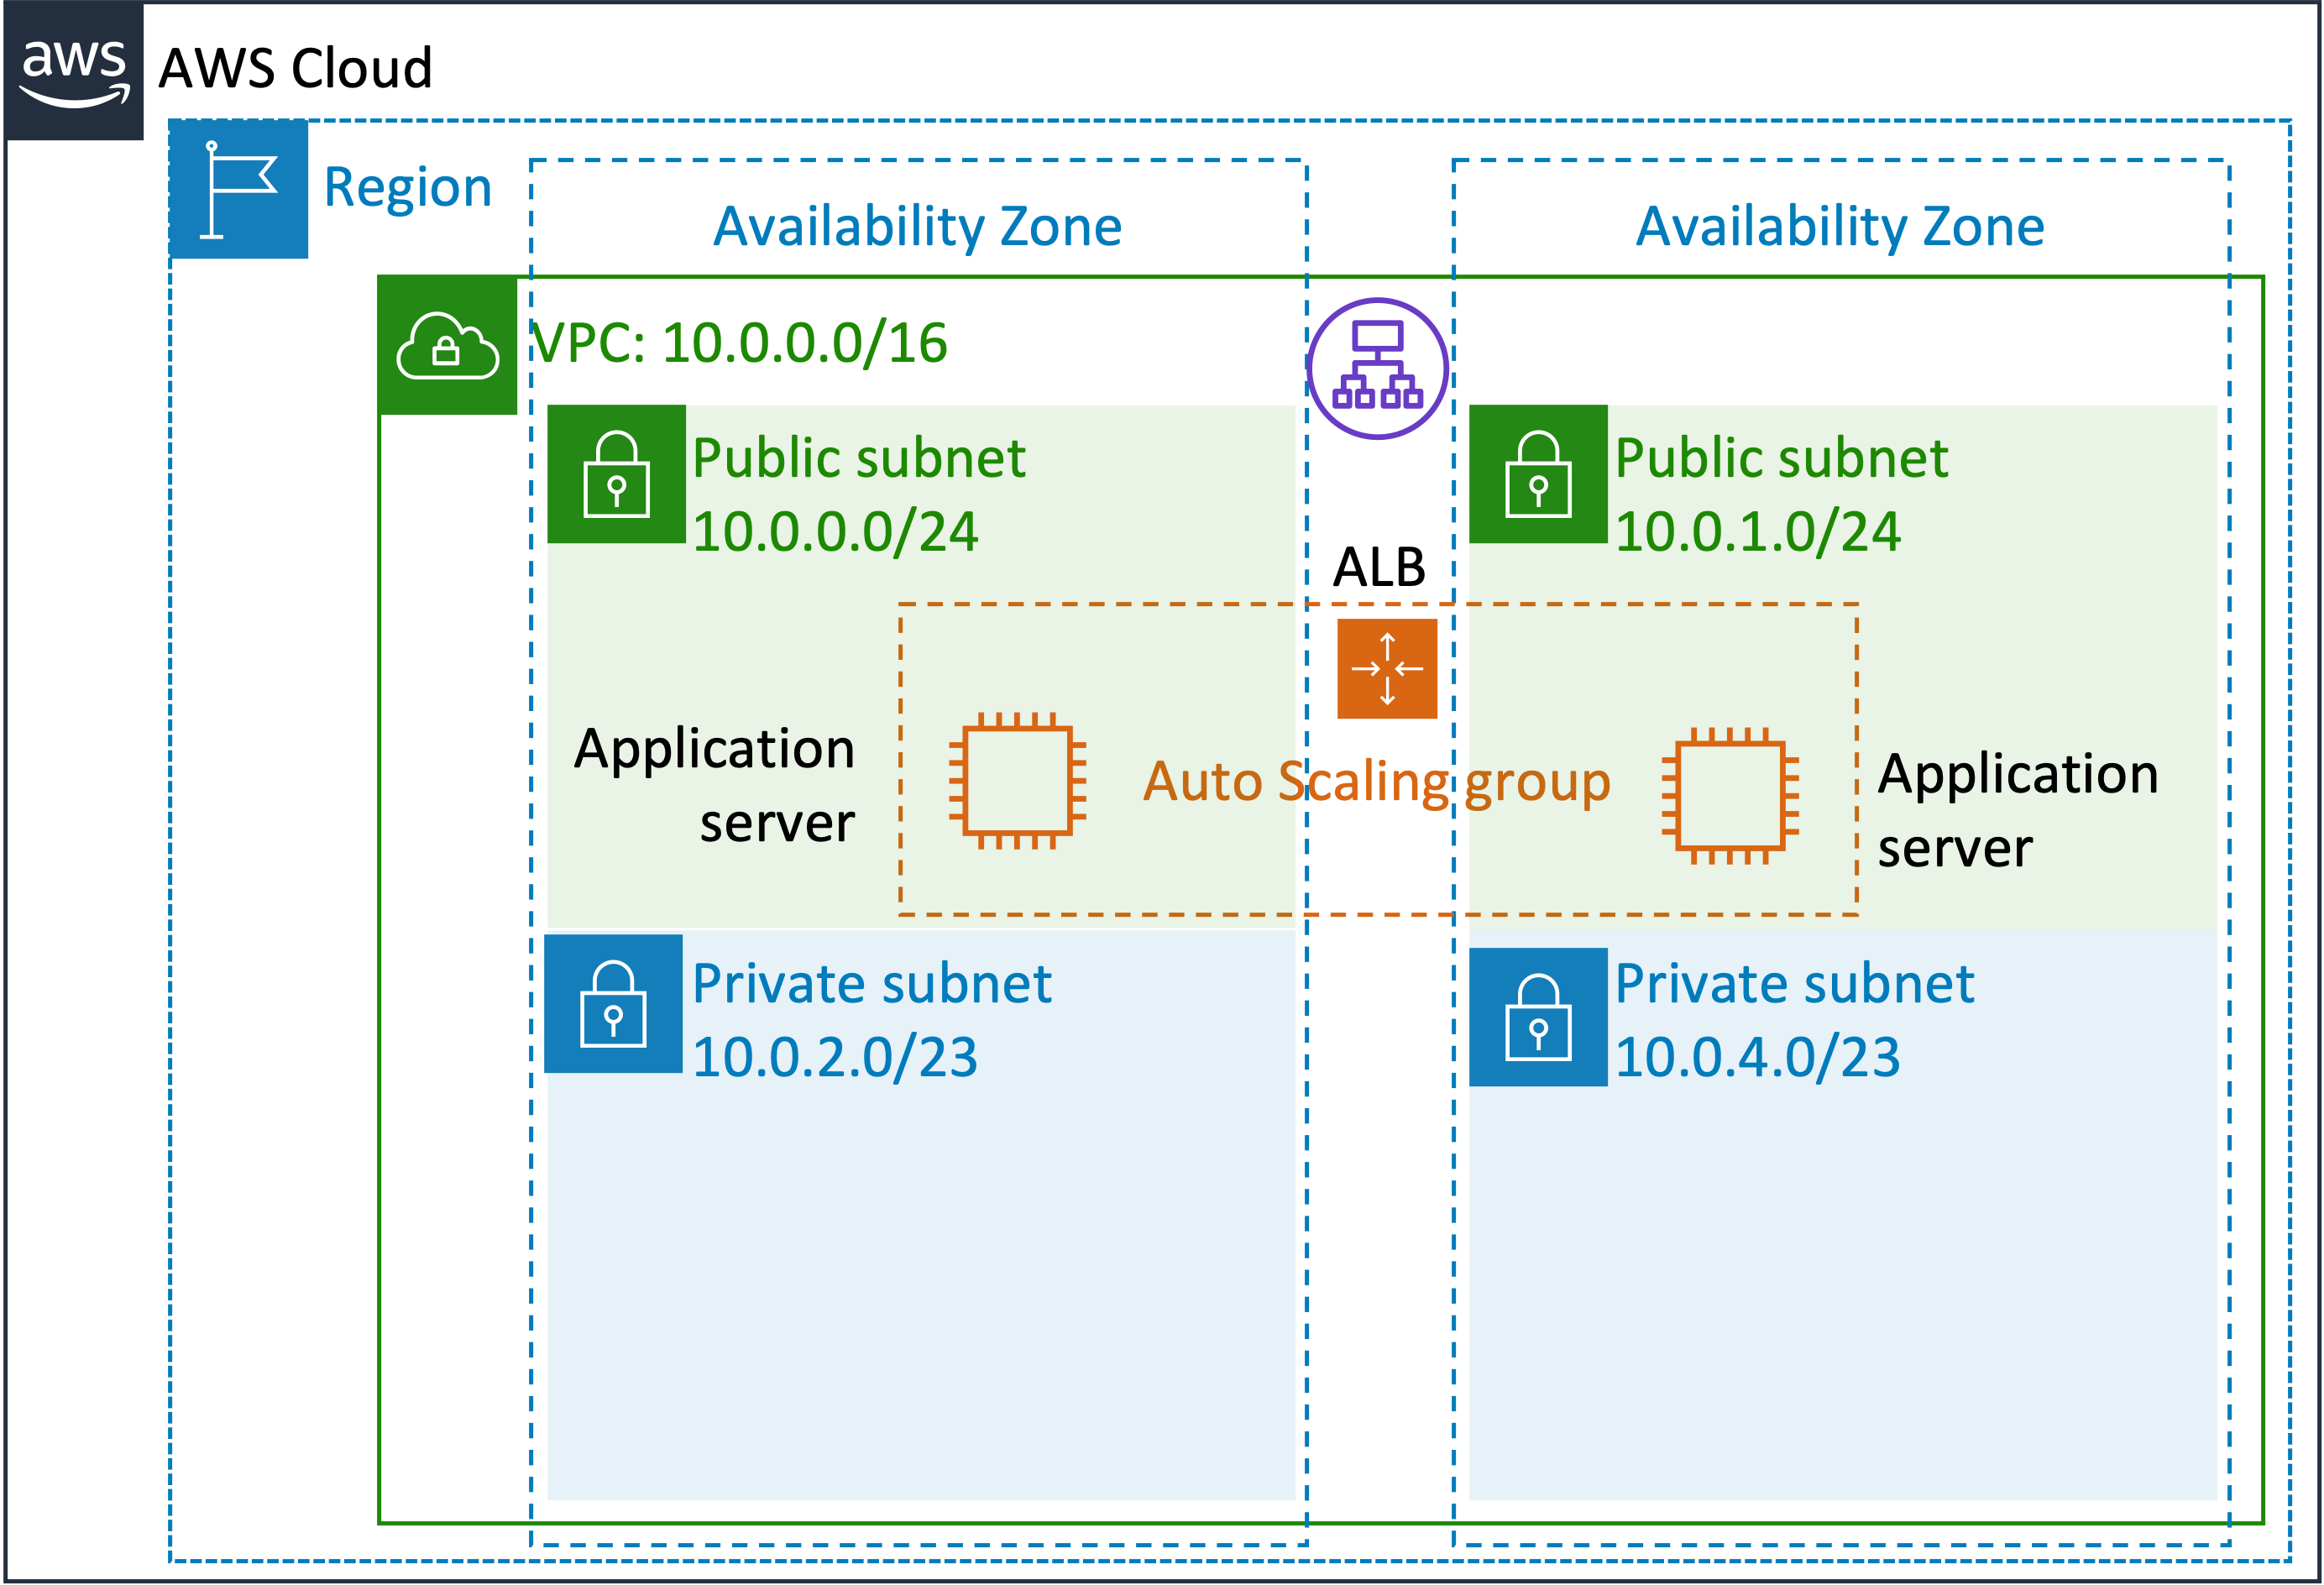 aws
AWS Cloud
Region
Availability Zone
Availability Zone
VPC: 10.0.0.0/16
Public subnet
10.0.0.0/24
Public subnet
10.0.1.0/24
ALB
Application
server
Auto Scaling group
Application
server
Private subnet
10.0.2.0/23
Private subnet
10.0.4.0/23